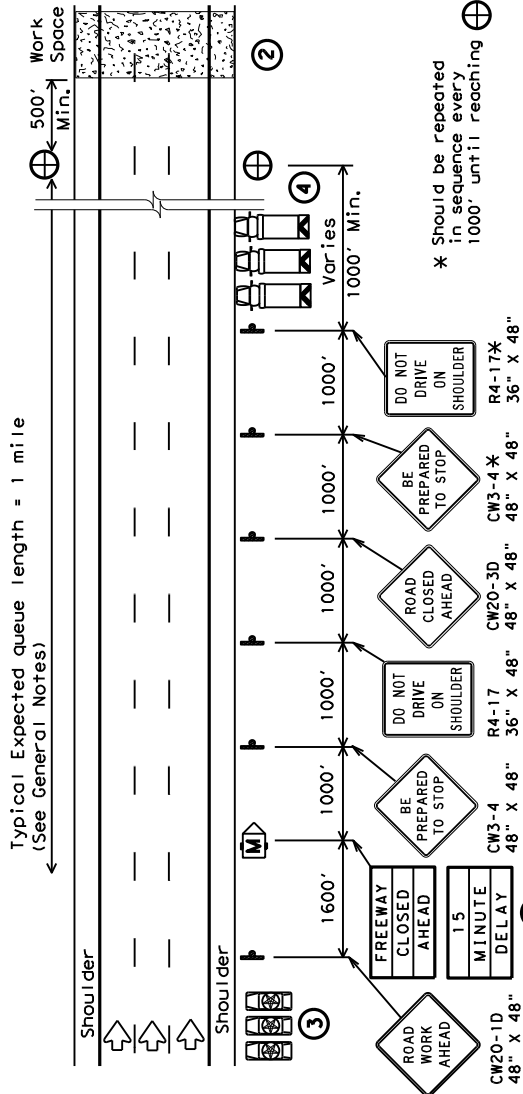 Typical Expected queue length = 1 mile
(See General Notes)
500'
Min.
Work
Space
Shoulder
Shoulder
M
2
3
4
Varies
1600'
1000'
1000'
1000'
1000'
1000'
1000' Min.
ROAD
WORK
AHEAD
CW20-1D
48" X 48"
FREEWAY
CLOSED
AHEAD
15
MINUTE
DELAY
BE
PREPARED
TO STOP
CW3-4
48" X 48"
DO NOT
DRIVE
ON
SHOULDER
R4-17
36" X 48"
ROAD
CLOSED
AHEAD
CW20-3D
48" X 48"
BE
PREPARED
TO STOP
CW3-4*
48" X 48"
DO NOT
DRIVE
ON
SHOULDER
R4-17*
36" X 48"
* Should be repeated
in sequence every
1000' until reaching